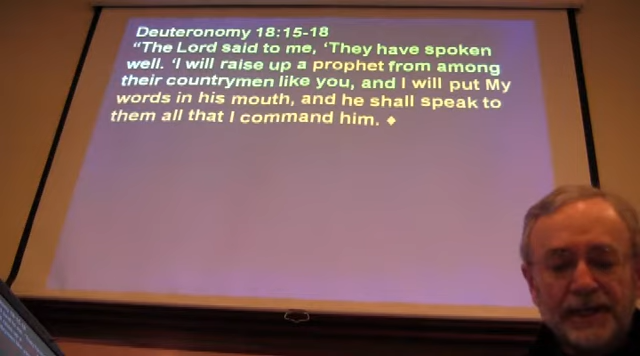 Deuteronomy 18:15-18
“The Lord said to me, ‘They have spoken
well. ‘I will raise up a prophet from among
their countrymen like you, and I will put My
words in his mouth, and he shall speak to
them all that I command him. ♦